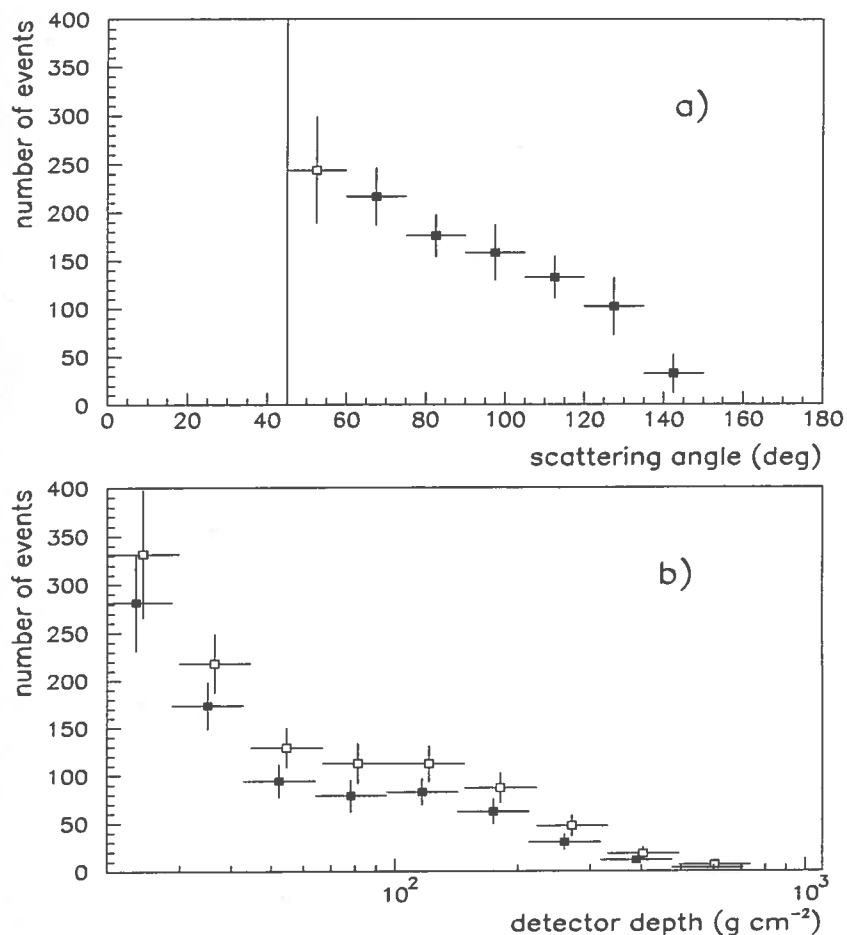 number of events
400
350
300
250
200
150
100
50
0
a)
0 20 40 60 80 100 120 140 160 180
scattering angle (deg)
number of events
400
350
300
250
200
150
100
50
0
b)
10² 10³
detector depth (g cm⁻²)